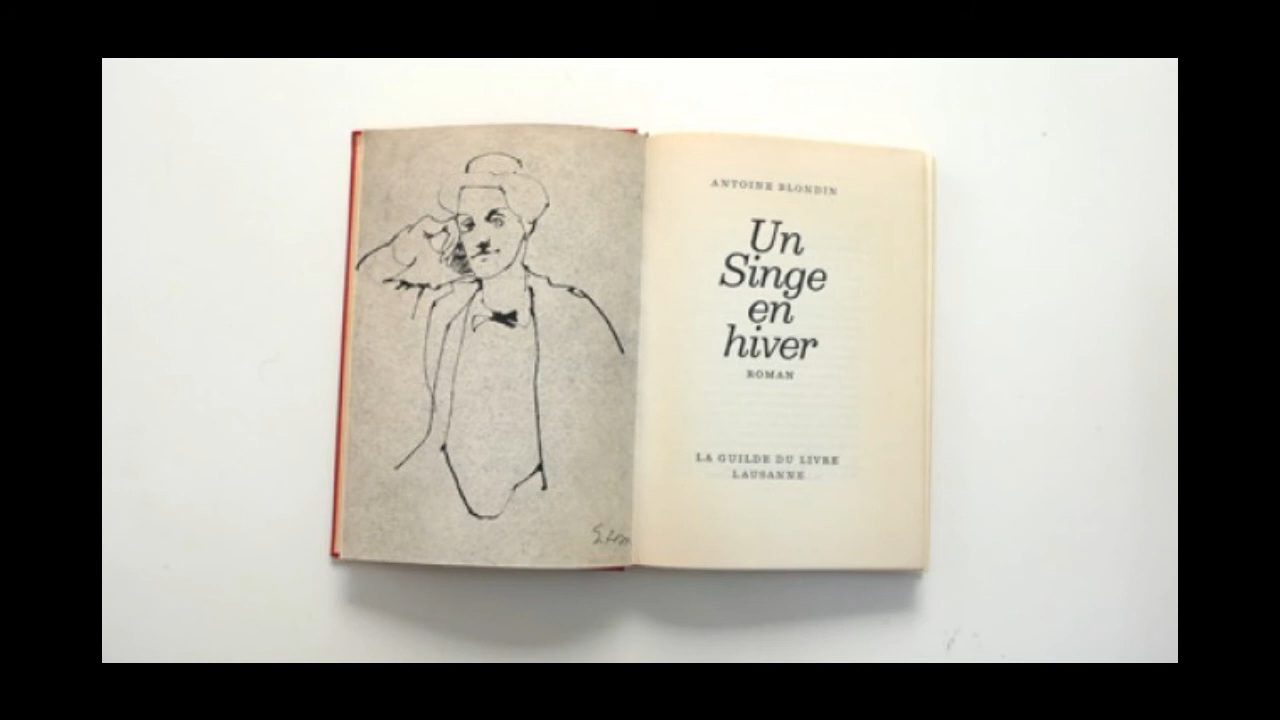 ANTOINE BLONDIN
Un
Singe
en
hiver
ROMAN
LA GUILDE DU LIVRE
LAUSANNE